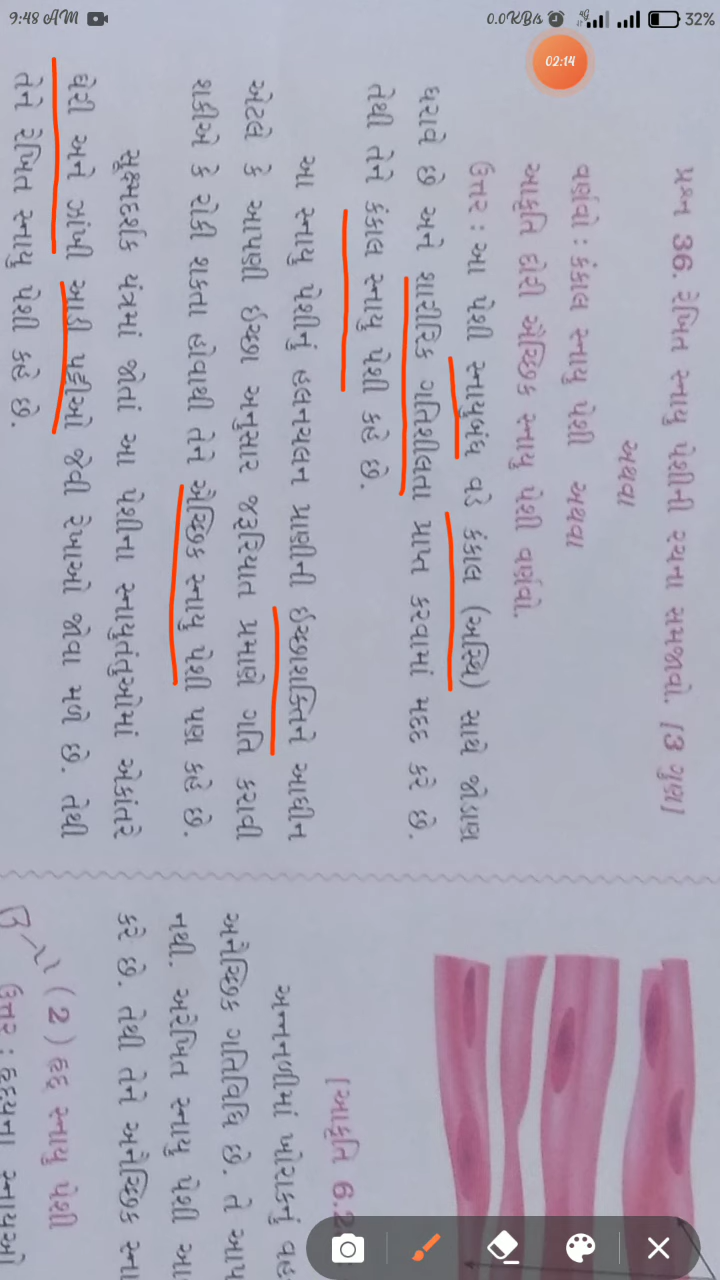 9:48 AM
0.0KB/s 4G 32%
02:14
પ્રશ્ન 36. રેખિત સ્નાયુ પેશીની રચના સમજાવો. [3 ગુણ]
અથવા
વર્ણવો : કંકાલ સ્નાયુ પેશી અથવા
આકૃતિ દોરી ઐચ્છિક સ્નાયુ પેશી વર્ણવો.
ઉત્તર : આ પેશી સ્નાયુબંધ વડે કંકાલ (અસ્થિ) સાથે જોડાણ
ધરાવે છે અને શારીરિક ગતિશીલતા પ્રાપ્ત કરવામાં મદદ કરે છે.
તેથી તેને કંકાલ સ્નાયુ પેશી કહે છે.
આ સ્નાયુ પેશીનું હલનચલન પ્રાણીની ઈચ્છાશક્તિને આધીન
એટલે કે આપણી ઈચ્છા અનુસાર જરૂરિયાત પ્રમાણે ગતિ કરાવી
શકીએ કે રોકી શકતા હોવાથી તેને ઐચ્છિક સ્નાયુ પેશી પણ કહે છે.
સૂક્ષ્મદર્શક યંત્રમાં જોતાં આ પેશીના સ્નાયુતંતુઓમાં એકાંતરે
ઘેરી અને ઝાંખી આડી પટ્ટીઓ જેવી રેખાઓ જોવા મળે છે. તેથી
તેને રેખિત સ્નાયુ પેશી કહે છે.
[આકૃતિ 6.2
અન્નનળીમાં ખોરાકનું વહ
અનૈચ્છિક ગતિવિધિ છે. તે આપ
નથી. અરેખિત સ્નાયુ પેશી આ
કરે છે. તેથી તેને અનૈચ્છિક સ્ના
(2) હૃદ્ સ્નાયુ પેશી
ઉત્તર : હૃદયના સ્નાયુઓ